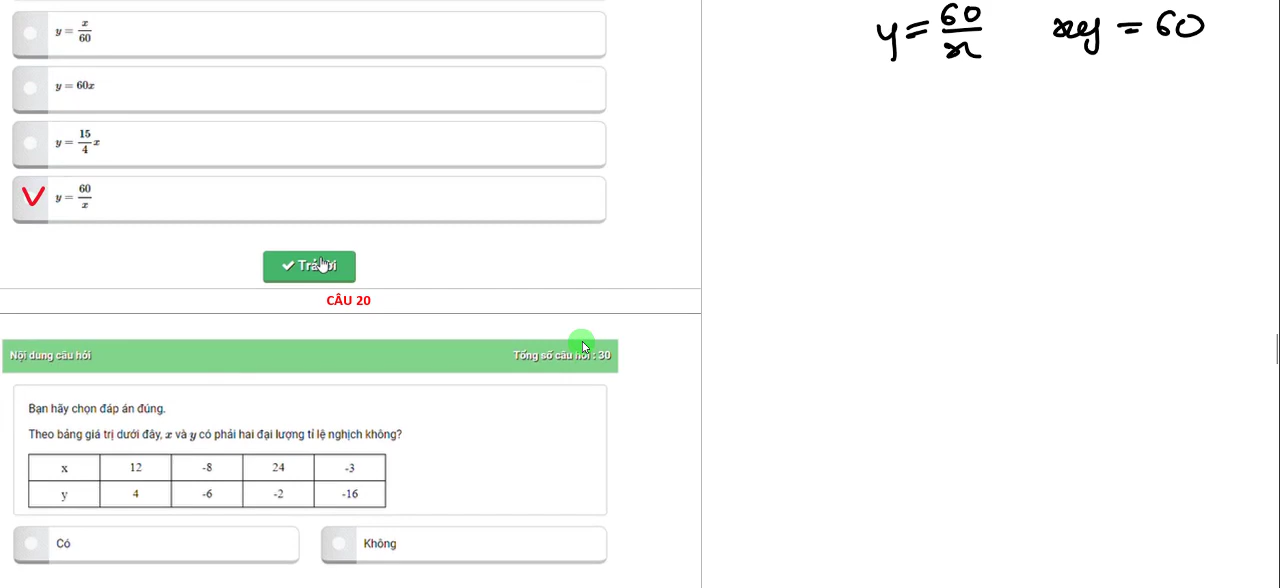 y = x/60
y = 60x
y = 15/4 x
y = 60/x
y = 60/x xy = 60
CÂU 20
Nội dung câu hỏi
Tổng số câu hỏi : 30
Bạn hãy chọn đáp án đúng.
Theo bảng giá trị dưới đây, x và y có phải hai đại lượng tỉ lệ nghịch không?
x 12 -8 24 -3
y 4 -6 -2 -16
Có
Không